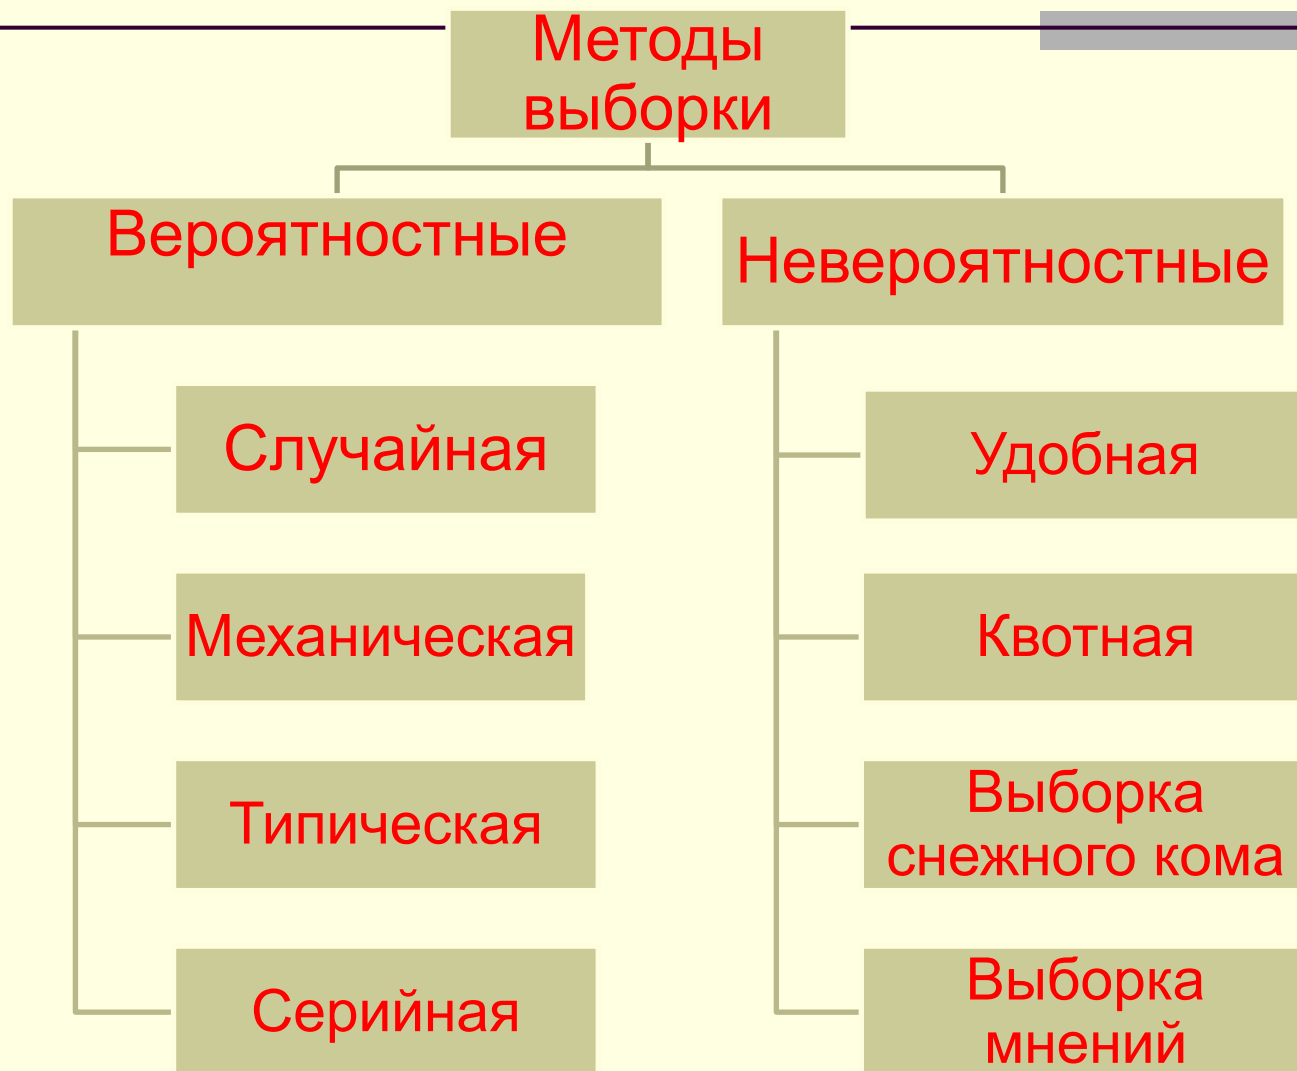 Методы
выборки
Вероятностные
Невероятностные
Случайная
Механическая
Типическая
Серийная
Удобная
Квотная
Выборка
снежного кома
Выборка
мнений